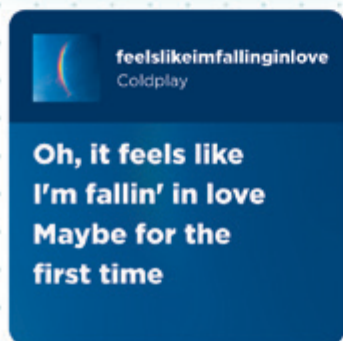 feelslikeimfallinginlove
Coldplay
Oh, it feels like
I'm fallin' in love
Maybe for the
first time